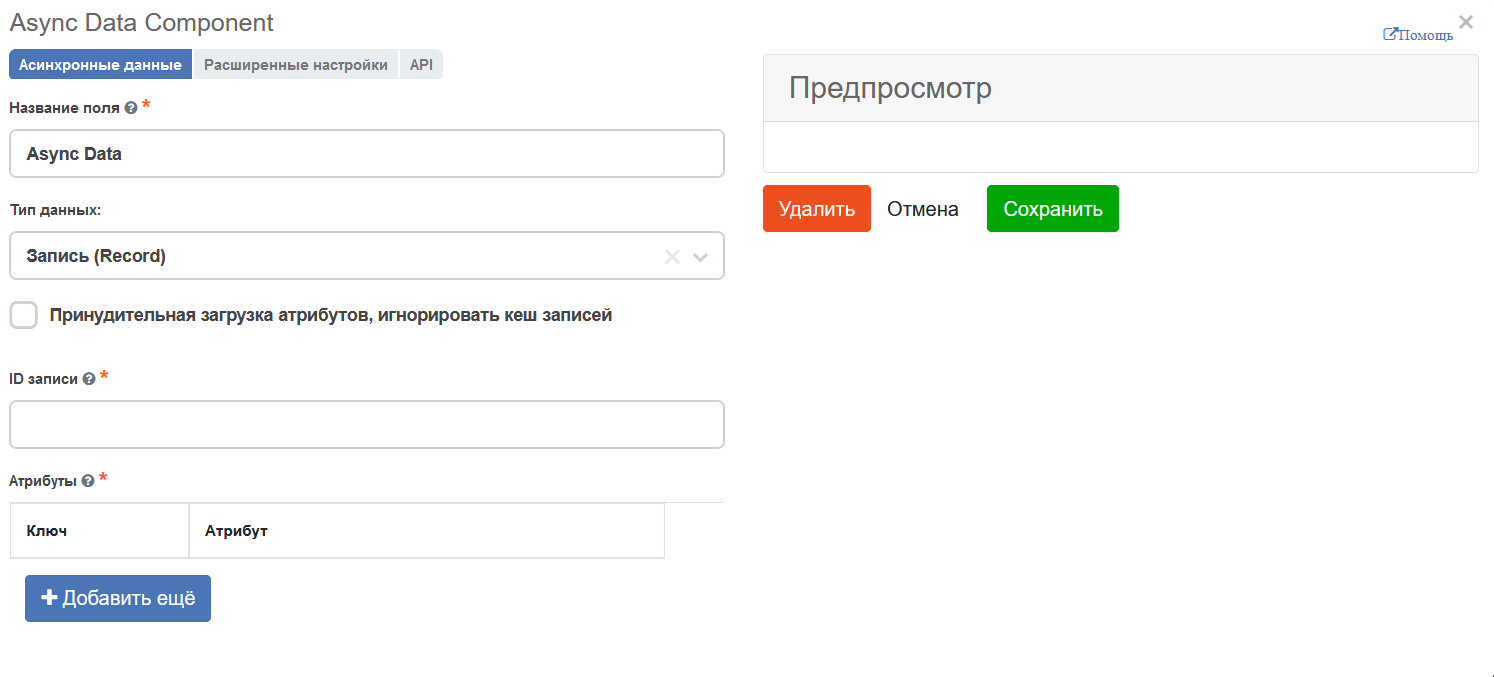 Async Data Component
Помощь
Асинхронные данные Расширенные настройки API
Название поля *
Async Data
Тип данных:
Запись (Record)
Принудительная загрузка атрибутов, игнорировать кеш записей
ID записи *
Атрибуты *
Ключ Атрибут
Добавить ещё
Предпросмотр
Удалить Отмена Сохранить